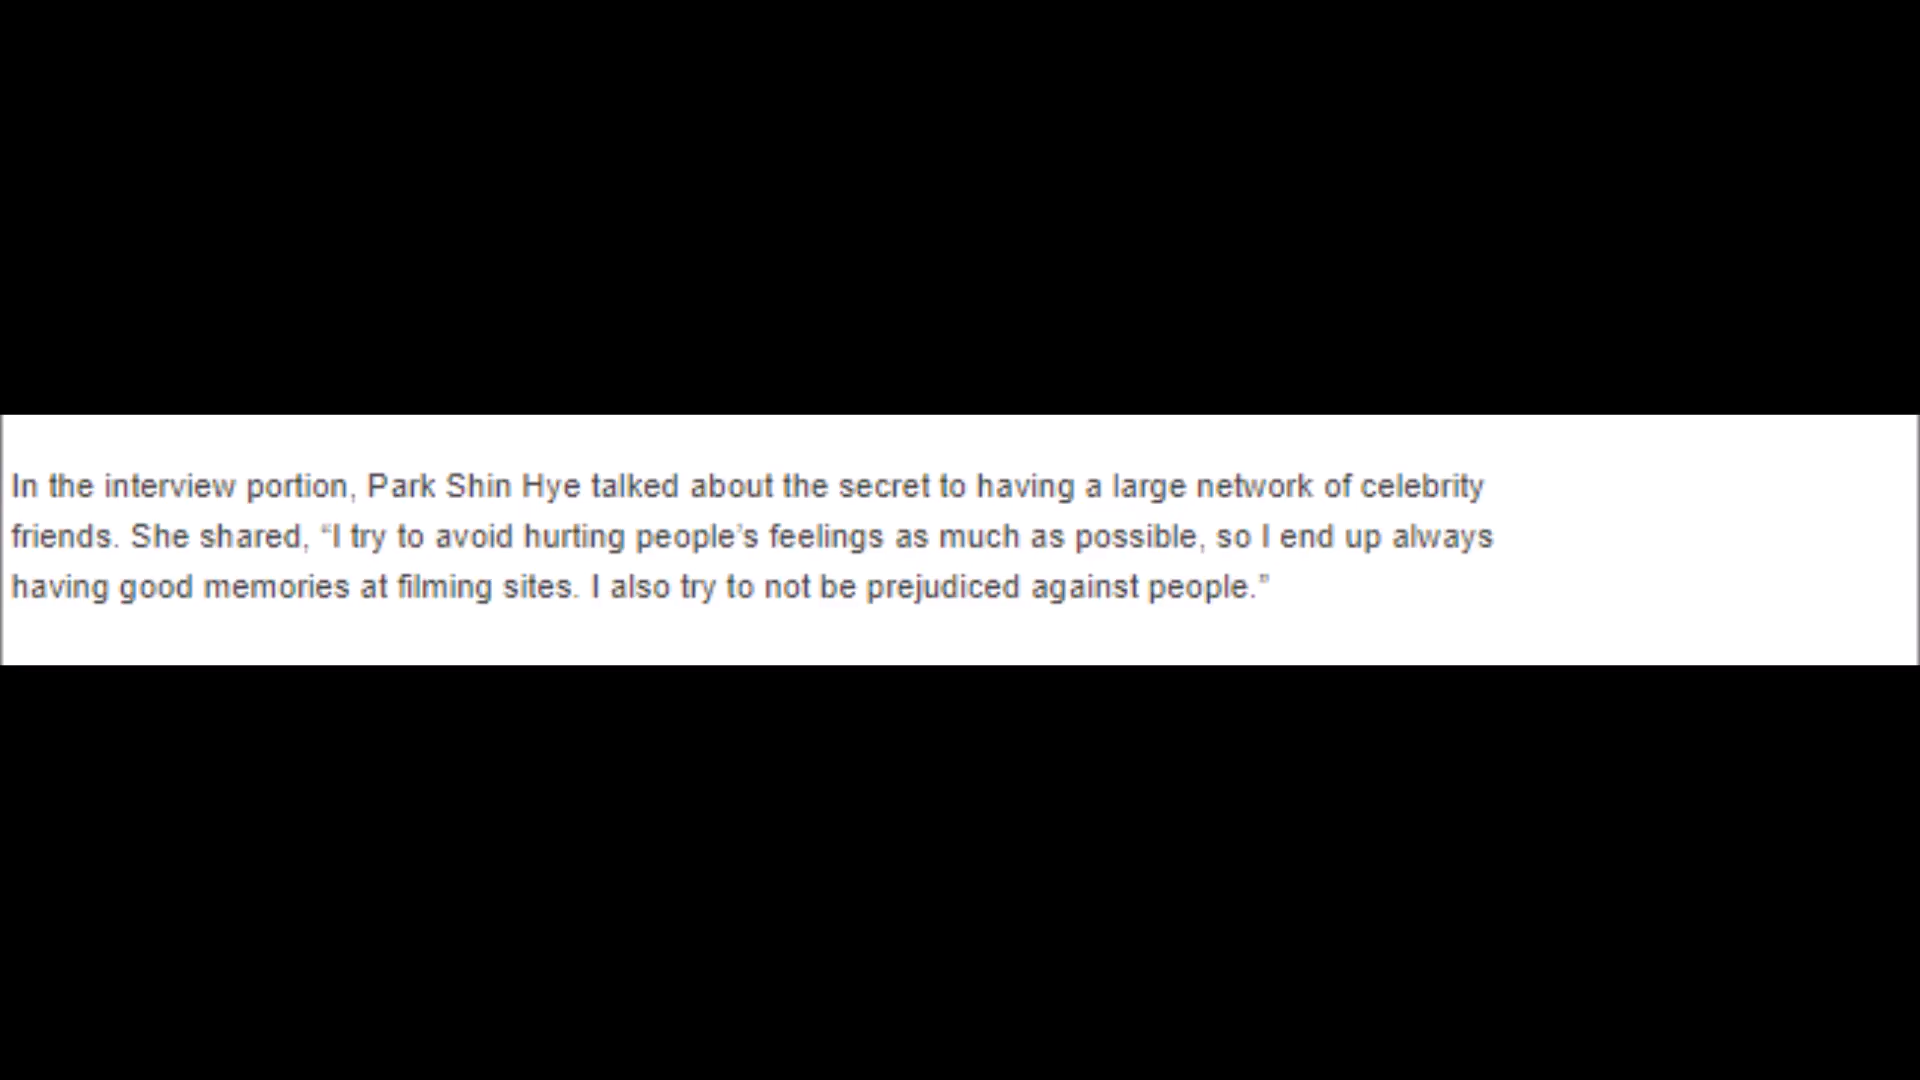 In the interview portion, Park Shin Hye talked about the secret to having a large network of celebrity
friends. She shared, “I try to avoid hurting people’s feelings as much as possible, so I end up always
having good memories at filming sites. I also try to not be prejudiced against people.”